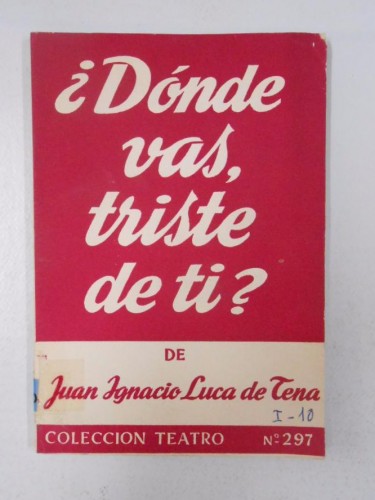 ¿Dónde
vas,
triste
de ti?
DE
Juan Ignacio Luca de Tena
I-10
COLECCION TEATRO Nº 297